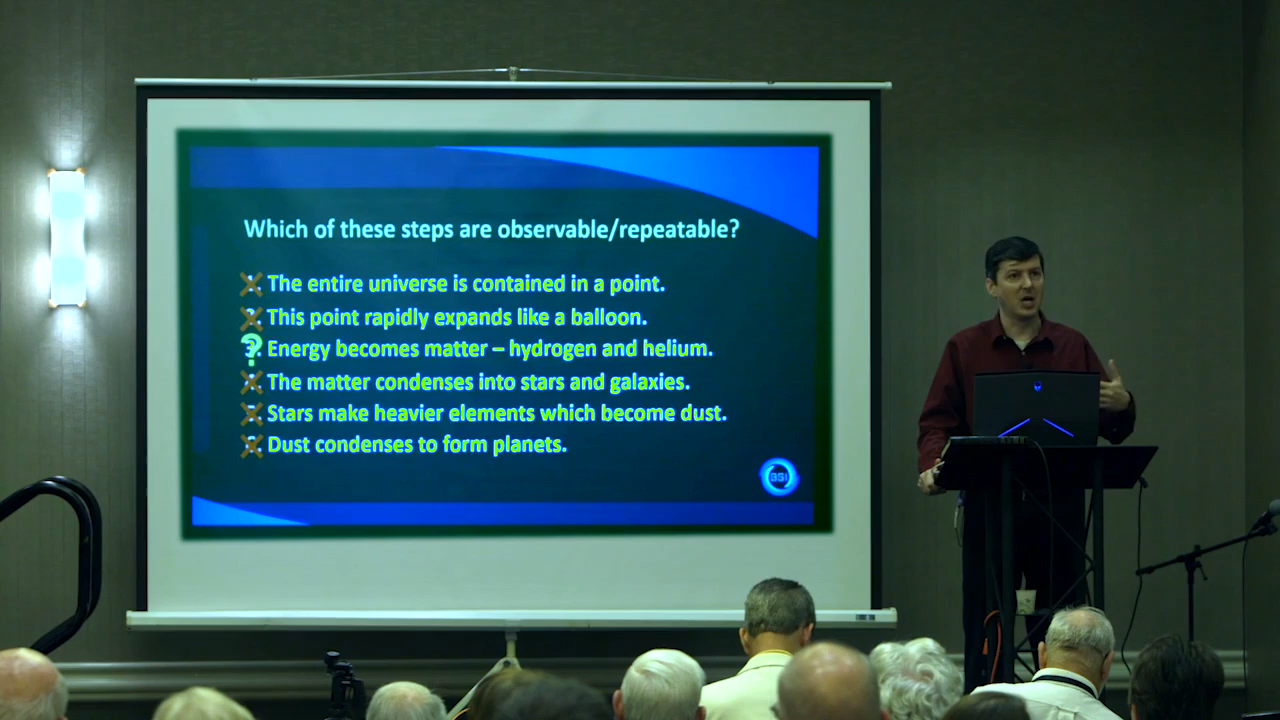 Which of these steps are observable/repeatable?
The entire universe is contained in a point.
This point rapidly expands like a balloon.
? Energy becomes matter – hydrogen and helium.
The matter condenses into stars and galaxies.
Stars make heavier elements which become dust.
Dust condenses to form planets.
BSI